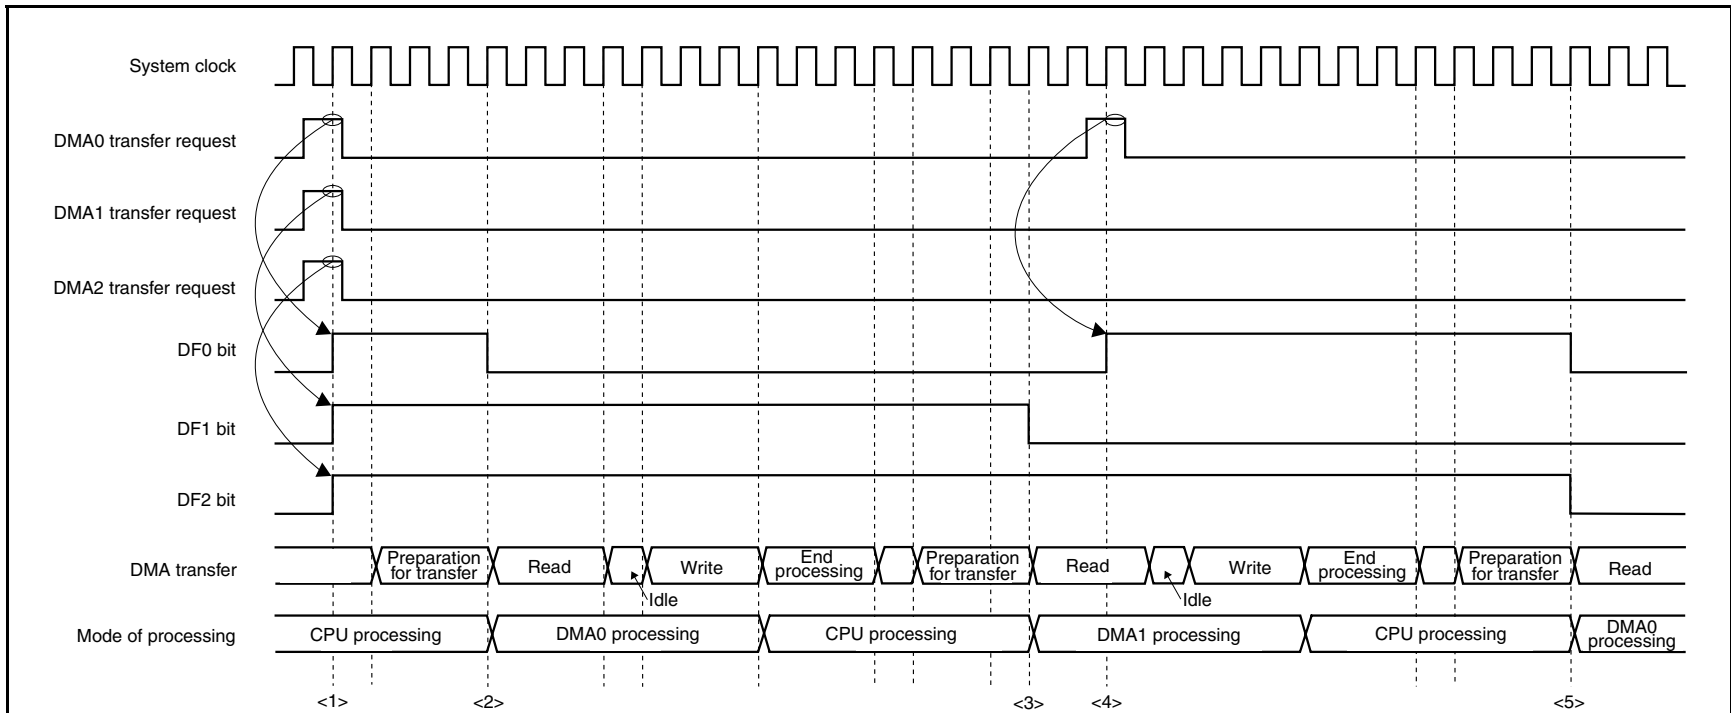 System clock
DMA0 transfer request
DMA1 transfer request
DMA2 transfer request
DF0 bit
DF1 bit
DF2 bit
DMA transfer
Preparation
for transfer
Read
Idle
Write
End
processing
Preparation
for transfer
Read
Idle
Write
End
processing
Preparation
for transfer
Read
Mode of processing
CPU processing
DMA0 processing
CPU processing
DMA1 processing
CPU processing
DMA0
processing
<1>
<2>
<3>
<4>
<5>